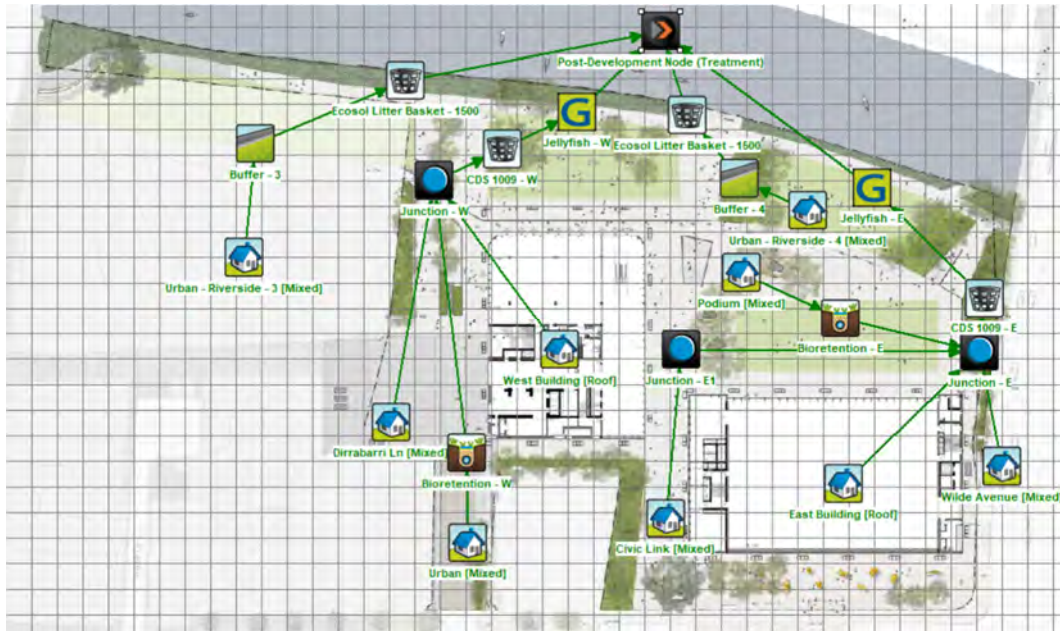 Post-Development Node (Treatment)
Ecosol Litter Basket - 1500
G
Jellyfish - W
Ecosol Litter Basket - 1500
Buffer - 3
CDS 1009 - W
Junction - W
Buffer - 4
G
Jellyfish - E
Urban - Riverside - 4 [Mixed]
Urban - Riverside - 3 [Mixed]
Podium [Mixed]
CDS 1009 - E
Bioretention - E
West Building [Roof]
Junction - E1
Junction - E
Dirrabarri Ln [Mixed]
Bioretention - W
Wilde Avenue [Mixed]
East Building [Roof]
Civic Link [Mixed]
Urban [Mixed]